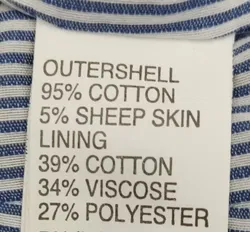 OUTERSHELL
95% COTTON
5% SHEEP SKIN
LINING
39% COTTON
34% VISCOSE
27% POLYESTER